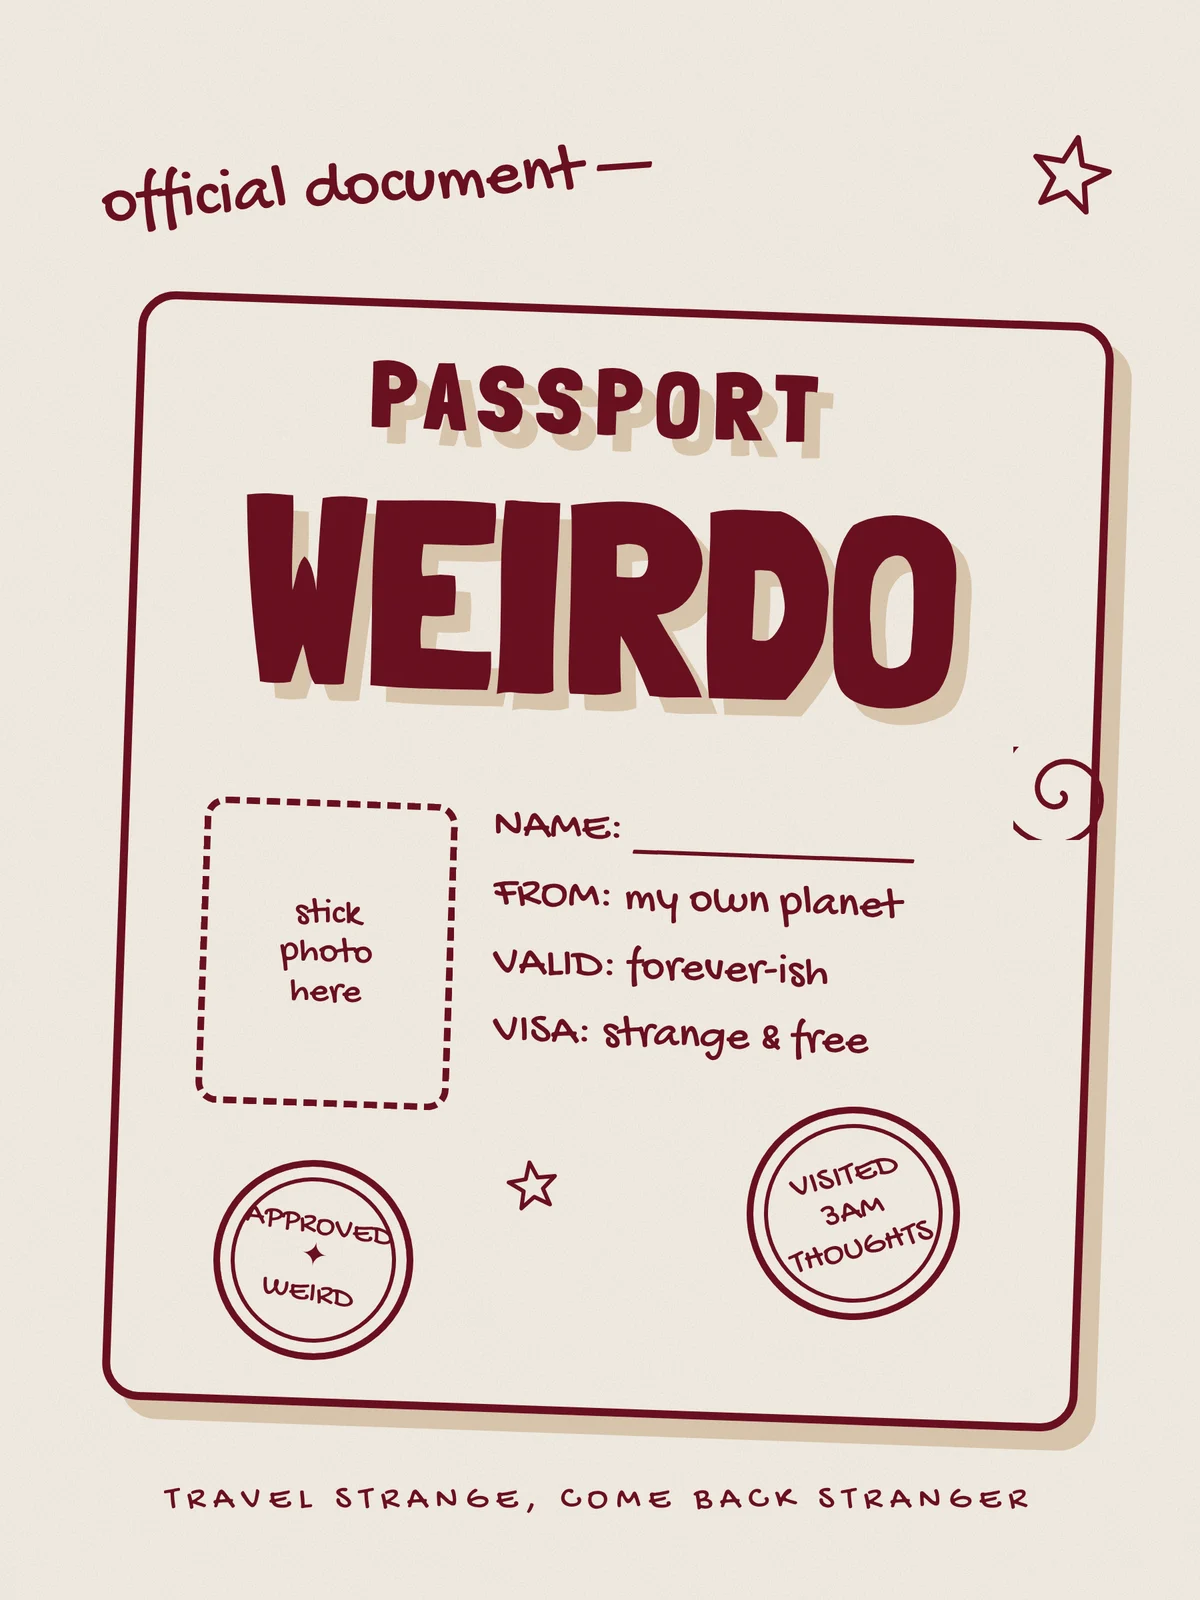 official document —
PASSPORT
WEIRDO
NAME:
FROM: my own planet
VALID: forever-ish
VISA: strange & free
stick
photo
here
APPROVED
✦
WEIRD
VISITED
3AM
THOUGHTS
TRAVEL STRANGE, COME BACK STRANGER